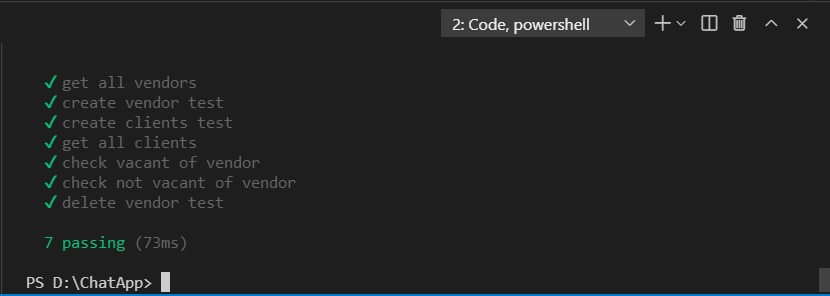 2: Code, powershell
✓ get all vendors
✓ create vendor test
✓ create clients test
✓ get all clients
✓ check vacant of vendor
✓ check not vacant of vendor
✓ delete vendor test
7 passing (73ms)
PS D:\ChatApp>